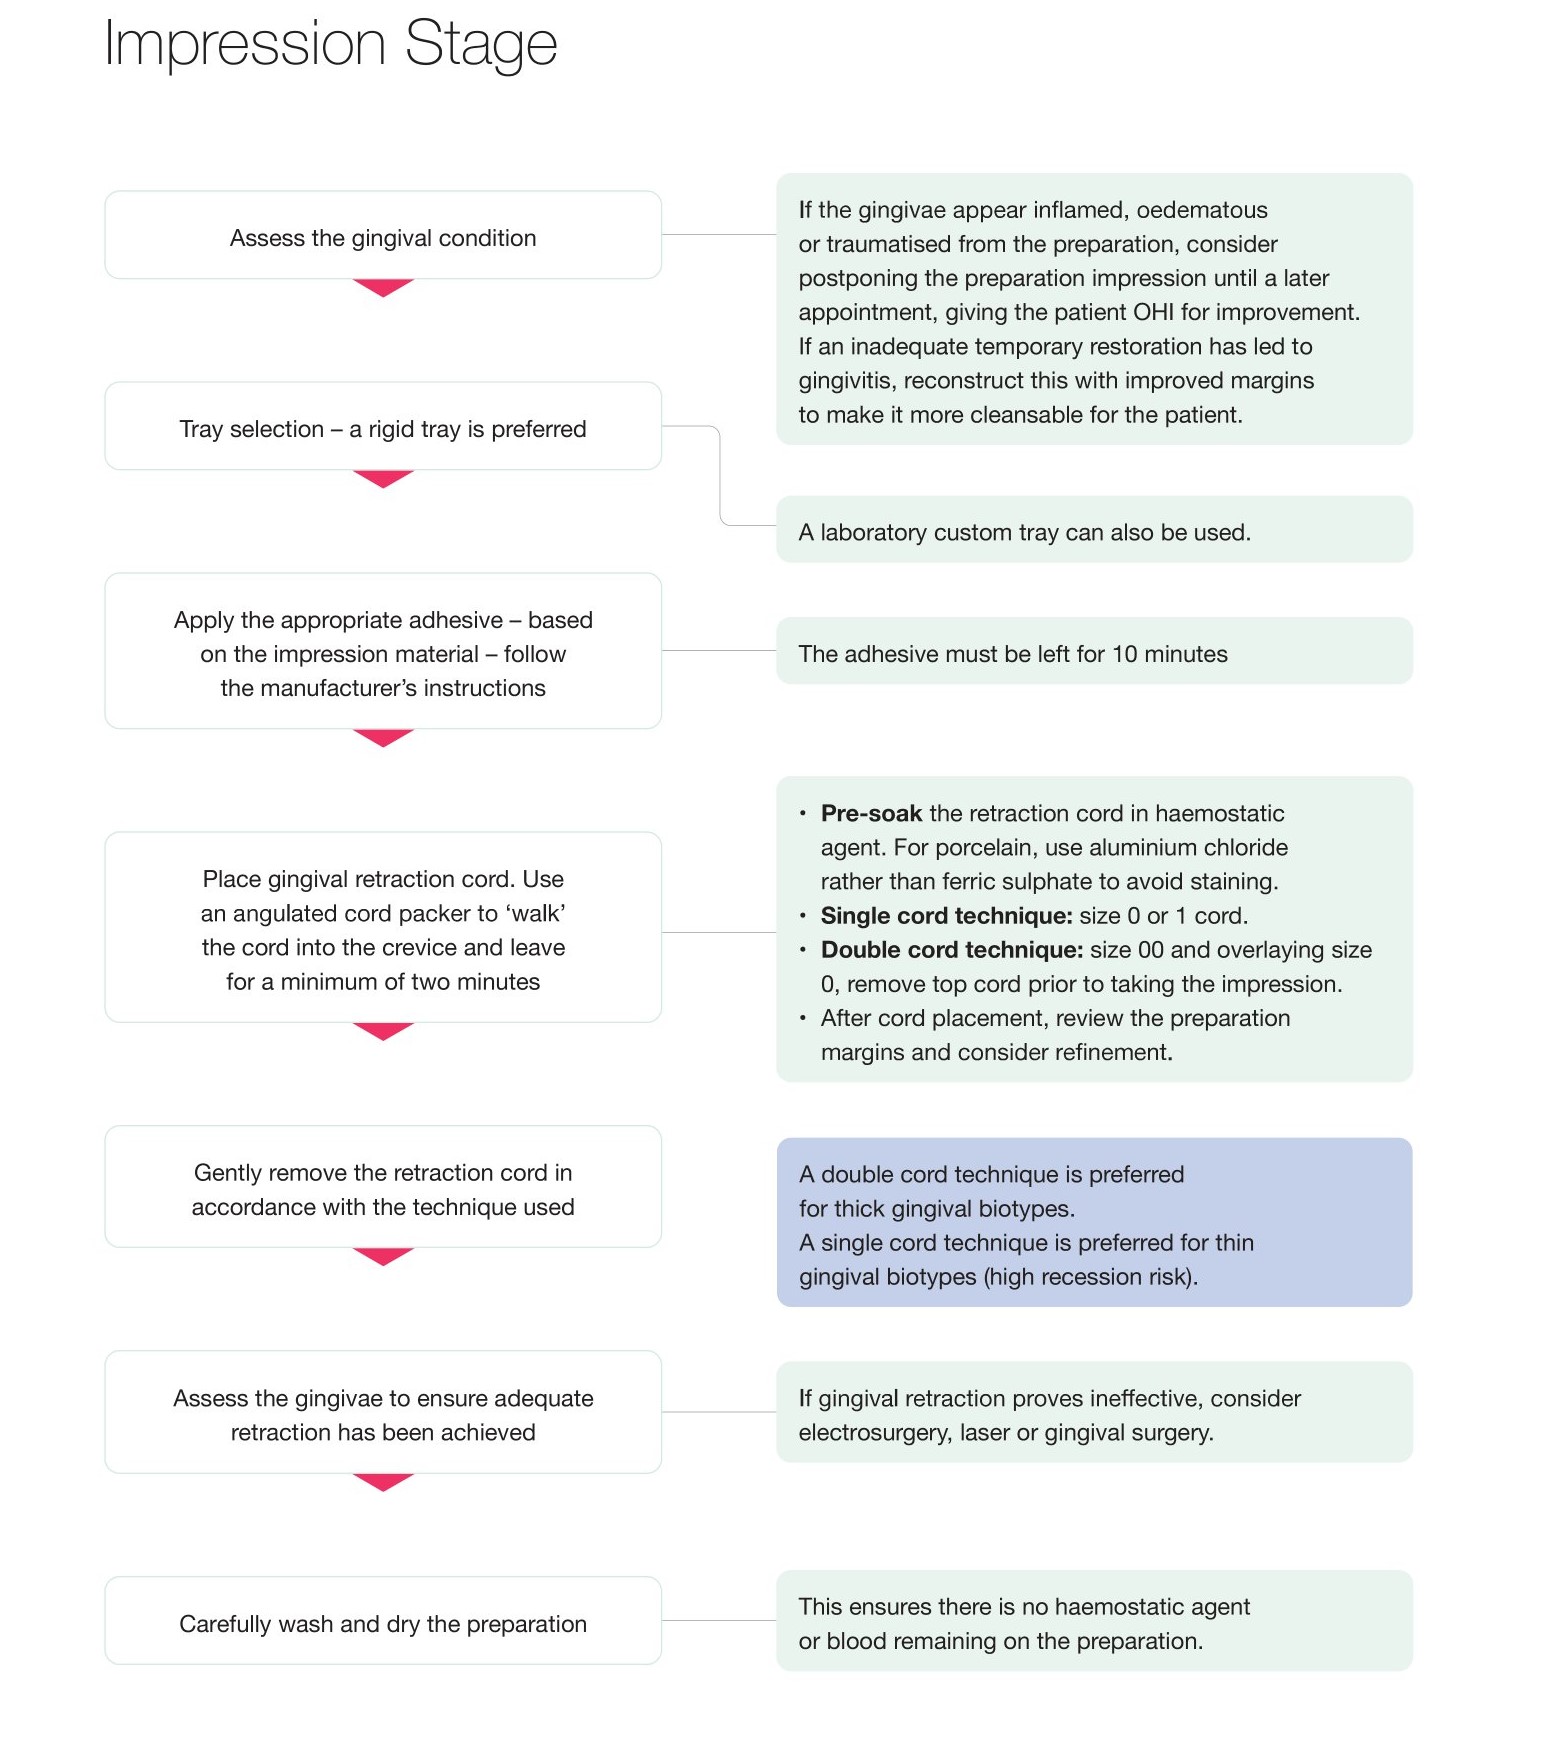 Impression Stage
Assess the gingival condition
If the gingivae appear inflamed, oedematous
or traumatised from the preparation, consider
postponing the preparation impression until a later
appointment, giving the patient OHI for improvement.
If an inadequate temporary restoration has led to
gingivitis, reconstruct this with improved margins
to make it more cleansable for the patient.
Tray selection – a rigid tray is preferred
A laboratory custom tray can also be used.
Apply the appropriate adhesive – based
on the impression material – follow
the manufacturer’s instructions
The adhesive must be left for 10 minutes
Place gingival retraction cord. Use
an angulated cord packer to ‘walk’
the cord into the crevice and leave
for a minimum of two minutes
• Pre-soak the retraction cord in haemostatic
agent. For porcelain, use aluminium chloride
rather than ferric sulphate to avoid staining.
• Single cord technique: size 0 or 1 cord.
• Double cord technique: size 00 and overlaying size
0, remove top cord prior to taking the impression.
• After cord placement, review the preparation
margins and consider refinement.
Gently remove the retraction cord in
accordance with the technique used
A double cord technique is preferred
for thick gingival biotypes.
A single cord technique is preferred for thin
gingival biotypes (high recession risk).
Assess the gingivae to ensure adequate
retraction has been achieved
If gingival retraction proves ineffective, consider
electrosurgery, laser or gingival surgery.
Carefully wash and dry the preparation
This ensures there is no haemostatic agent
or blood remaining on the preparation.